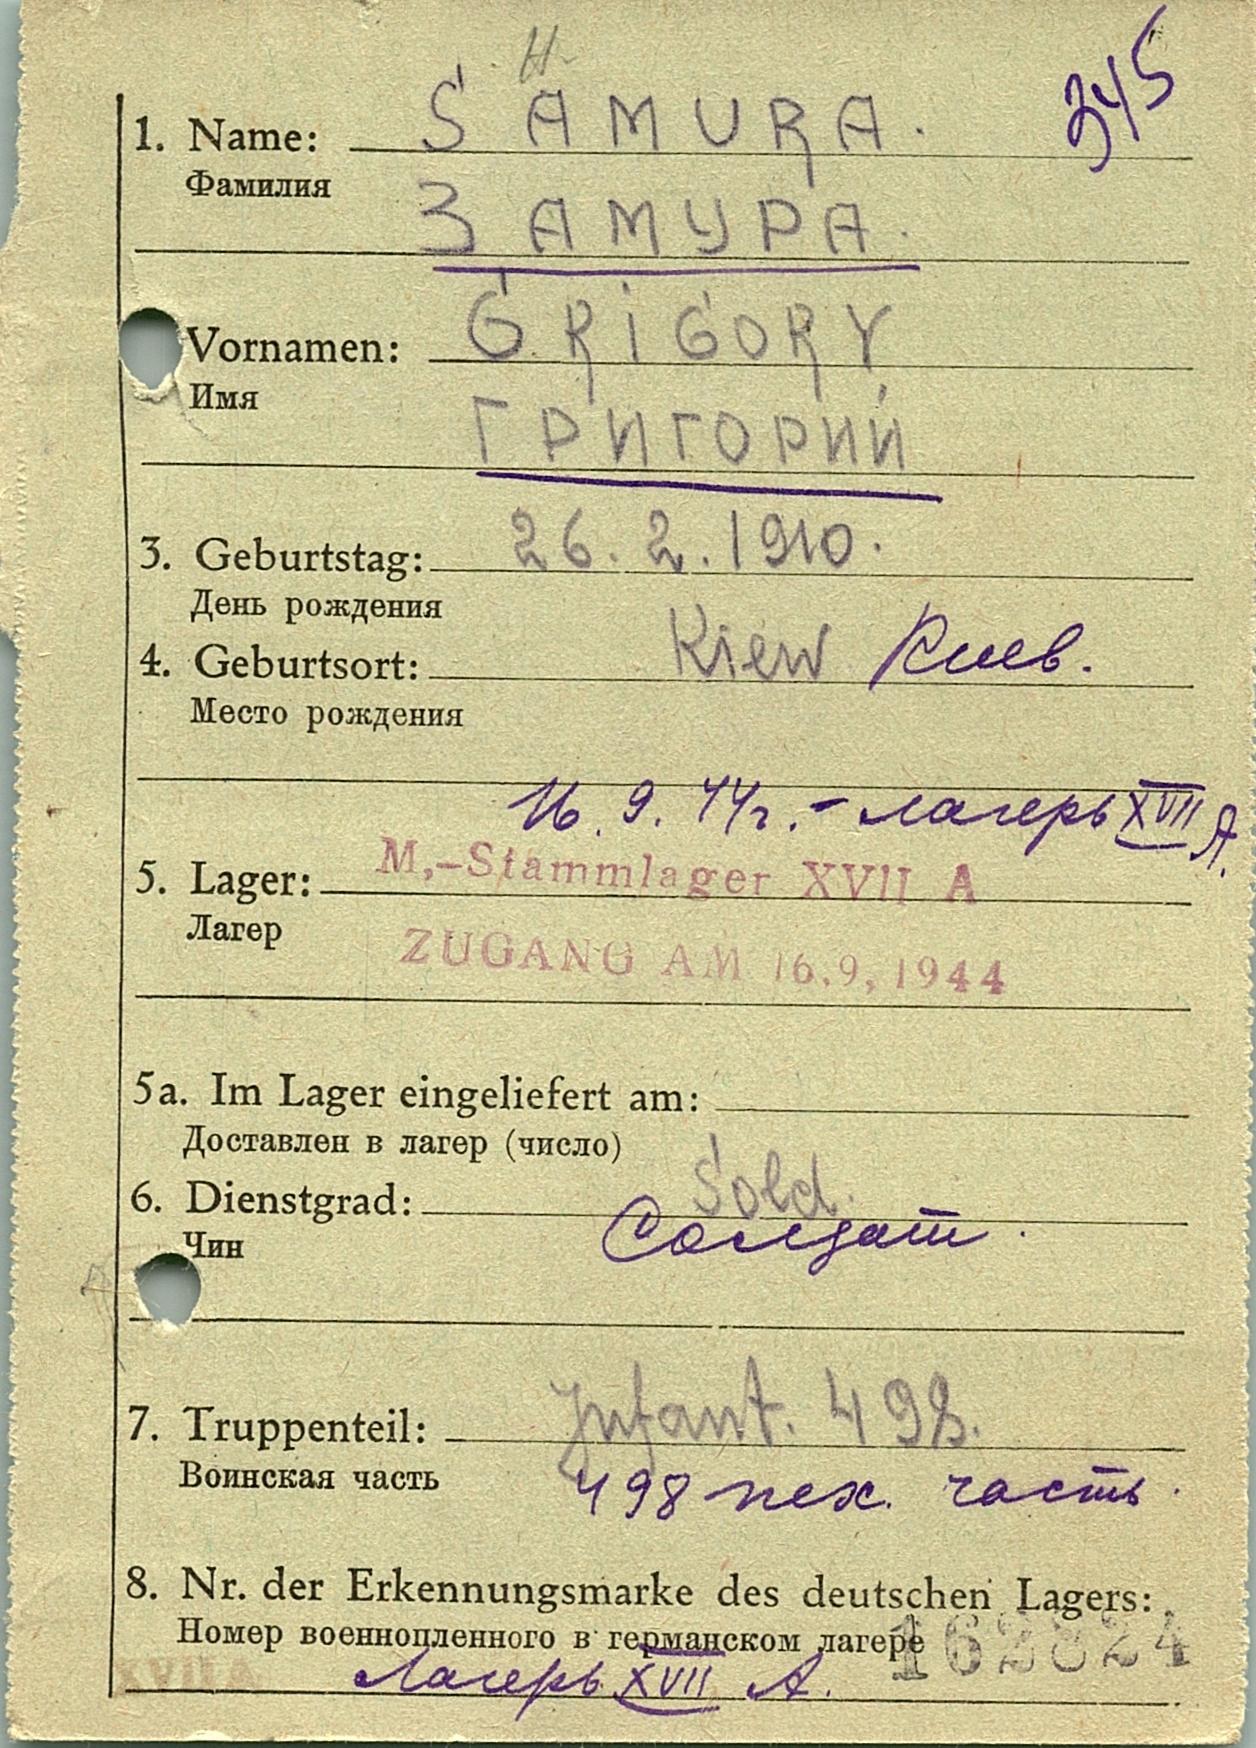 H.
345
1. Name: SAMURA.
Фамилия
ЗАМУРА.
Vornamen: GRIGORY
Имя
ГРИГОРИЙ
3. Geburtstag: 26.2.1910.
День рождения
4. Geburtsort: Kiew Киев.
Место рождения
16.9.44г. - лагерь XVII А.
5. Lager: M,-Stammlager XVII A
Лагер
ZUGANG AM 16.9,1944
5a. Im Lager eingeliefert am:
Доставлен в лагер (число)
6. Dienstgrad: Sold.
Чин Солдат.
7. Truppenteil: Infant. 498.
Воинская часть 498 пех. часть.
8. Nr. der Erkennungsmarke des deutschen Lagers:
Номер военнопленного в германском лагере
XVII A Лагерь XVII А.